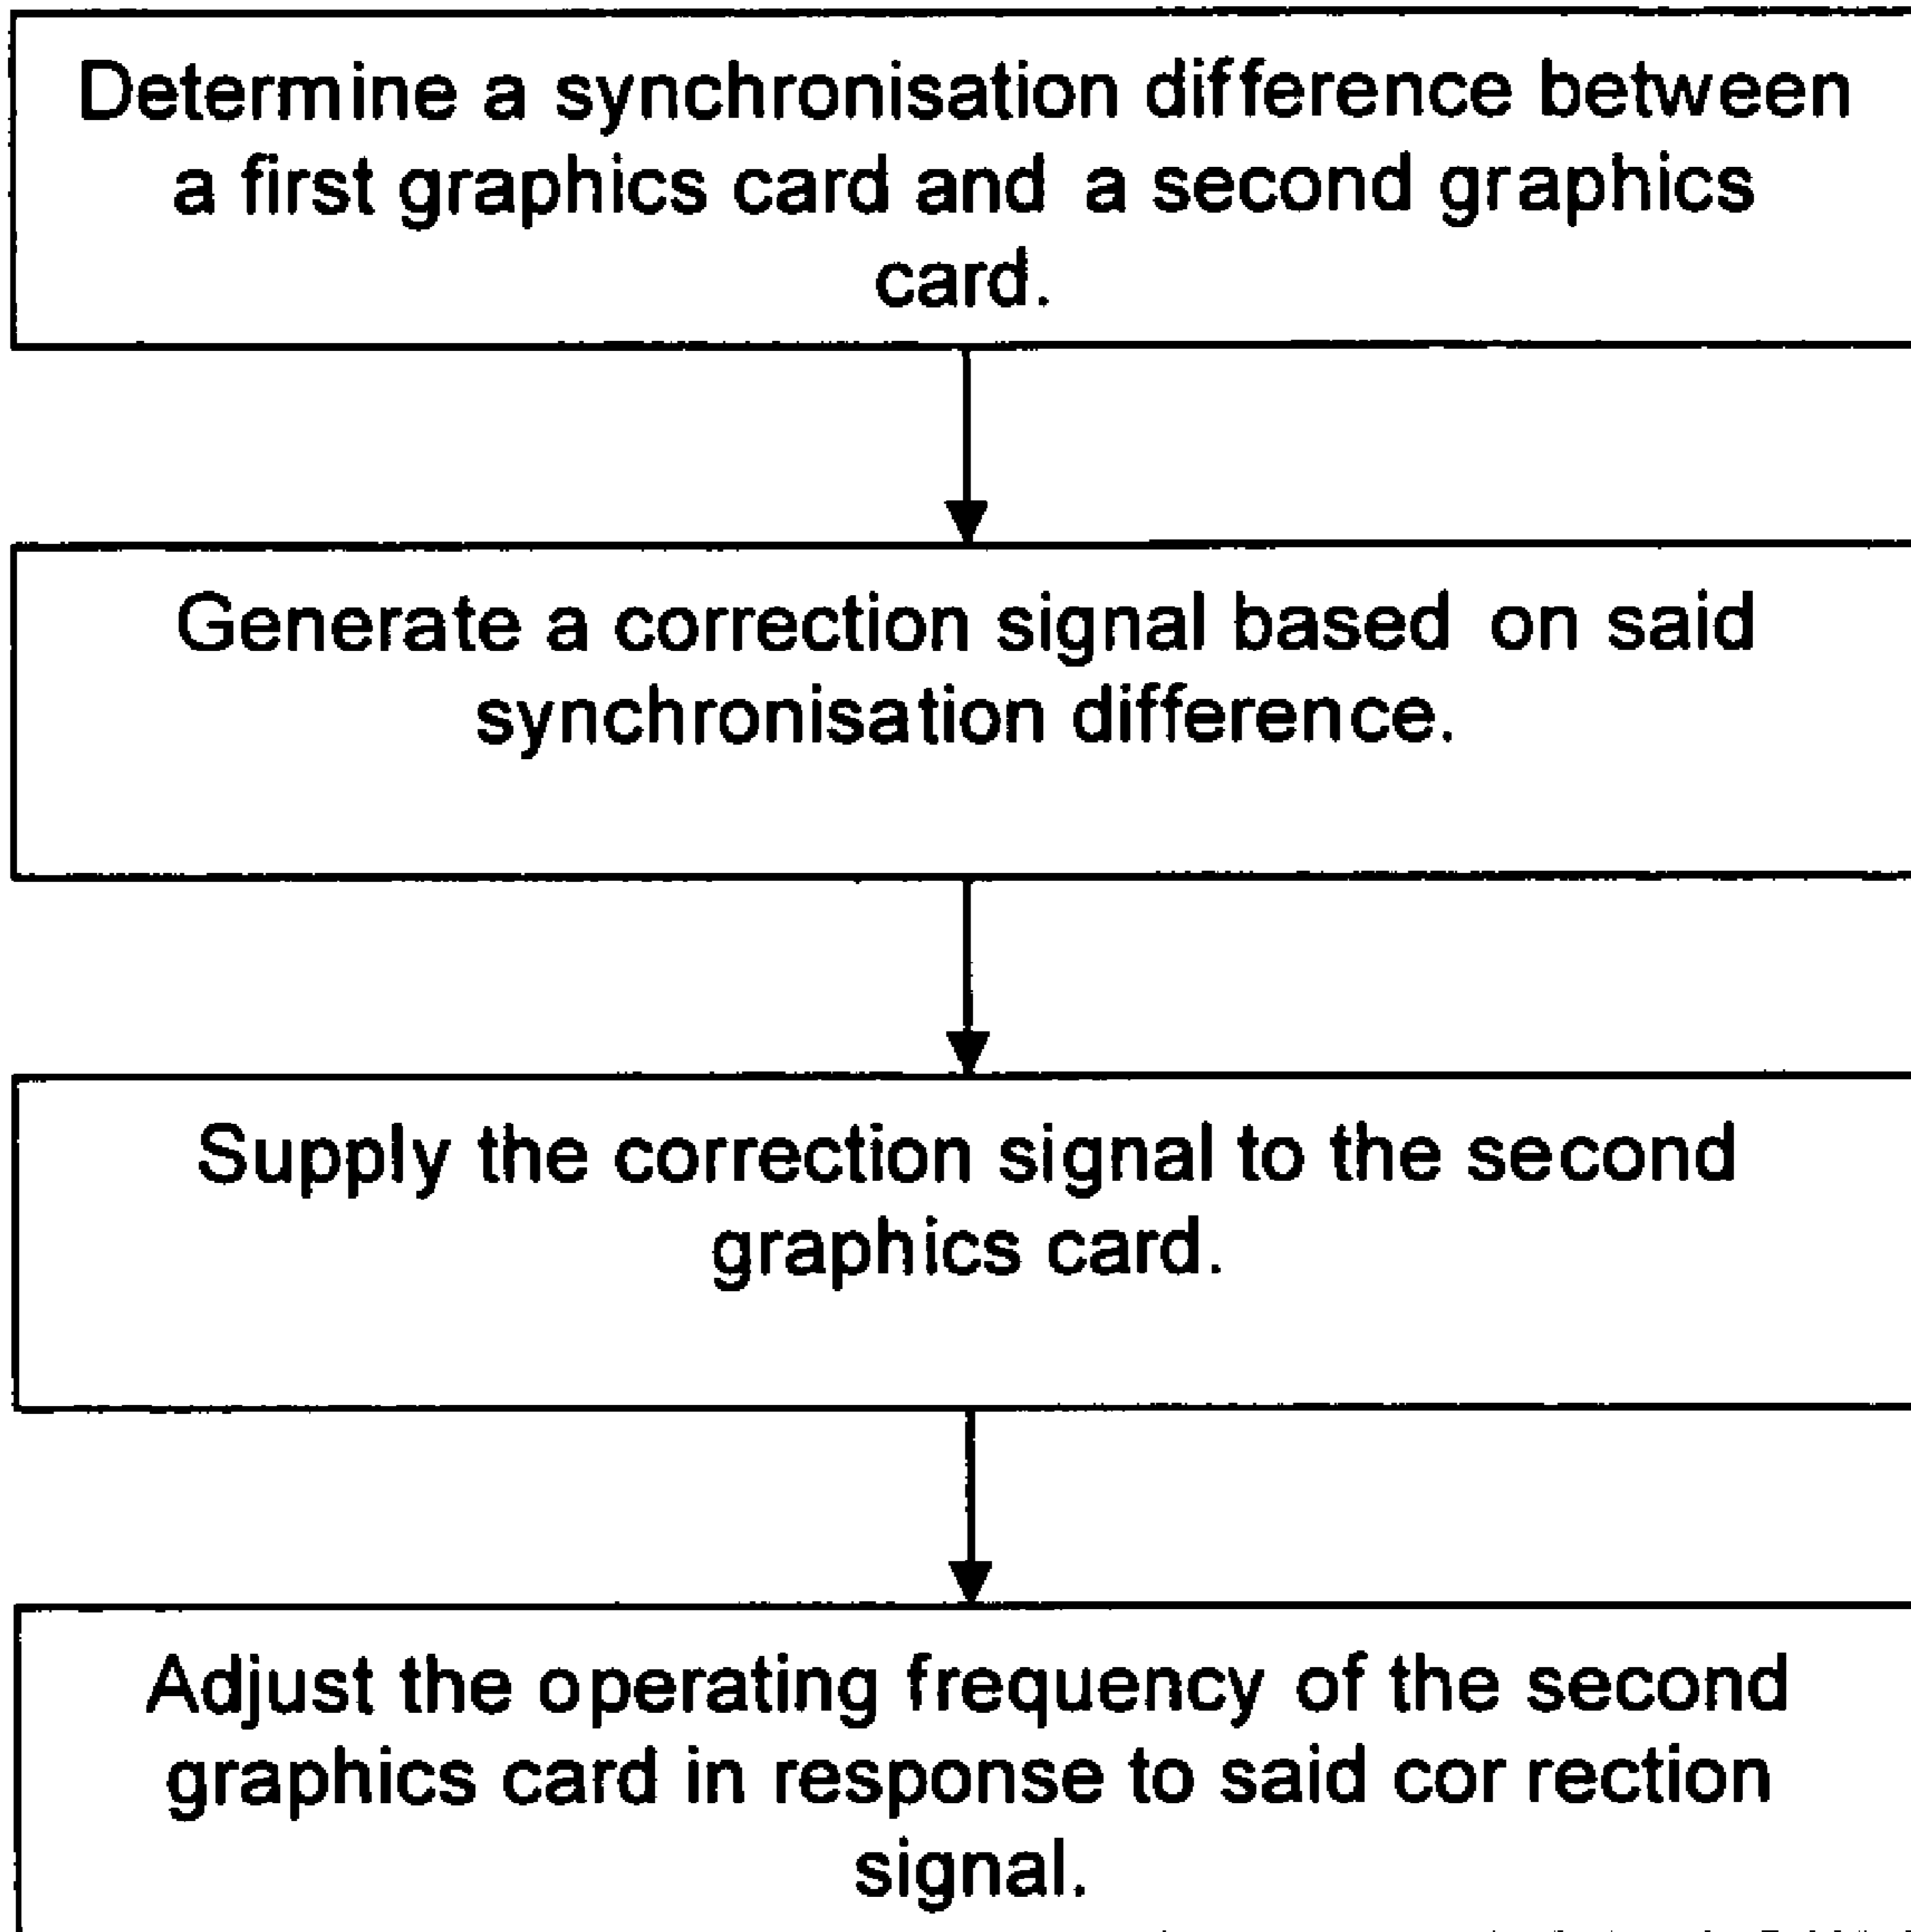 Determine a synchronisation difference between
a first graphics card and a second graphics
card.
Generate a correction signal based on said
synchronisation difference.
Supply the correction signal to the second
graphics card.
Adjust the operating frequency of the second
graphics card in response to said cor rection
signal.